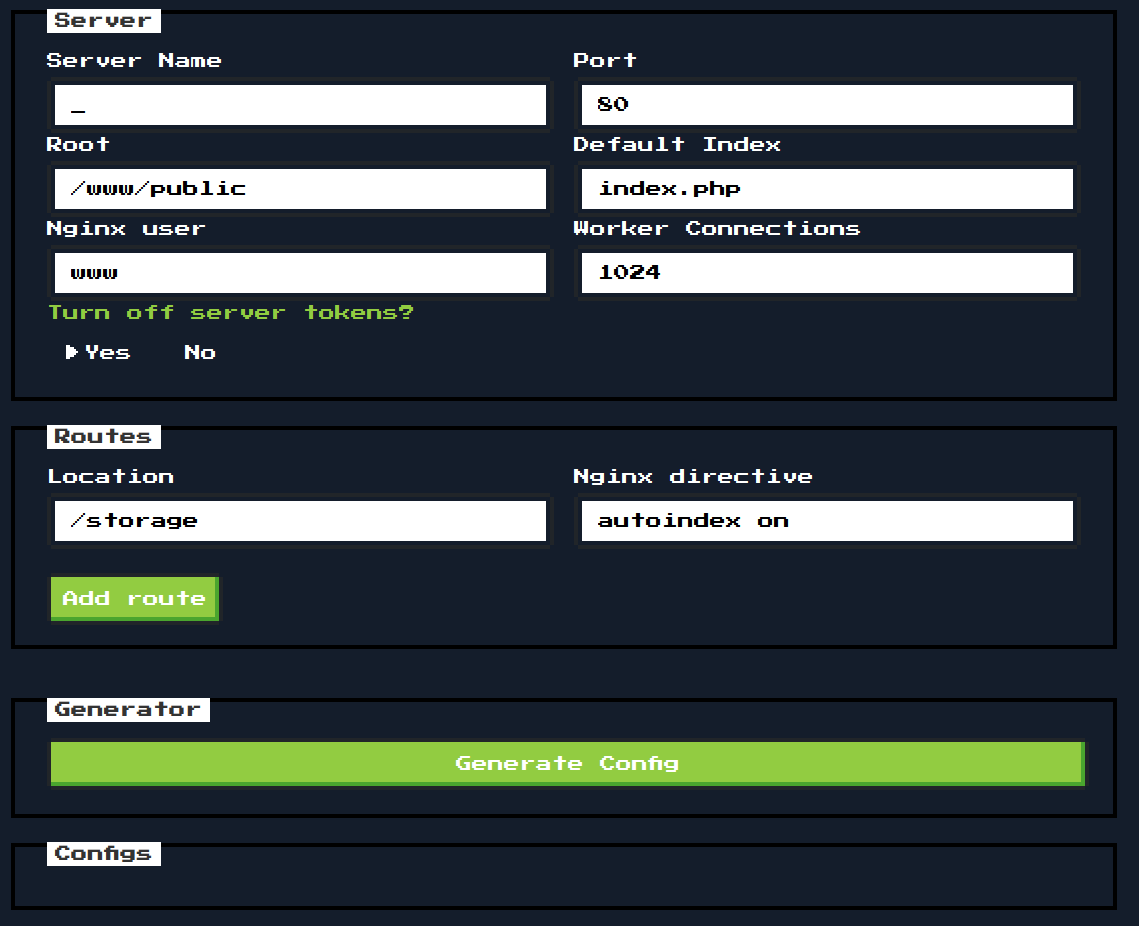 Server
Server Name Port
_ 80
Root Default Index
/www/public index.php
Nginx user Worker Connections
www 1024
Turn off server tokens?
Yes No
Routes
Location Nginx directive
/storage autoindex on
Add route
Generator
Generate Config
Configs